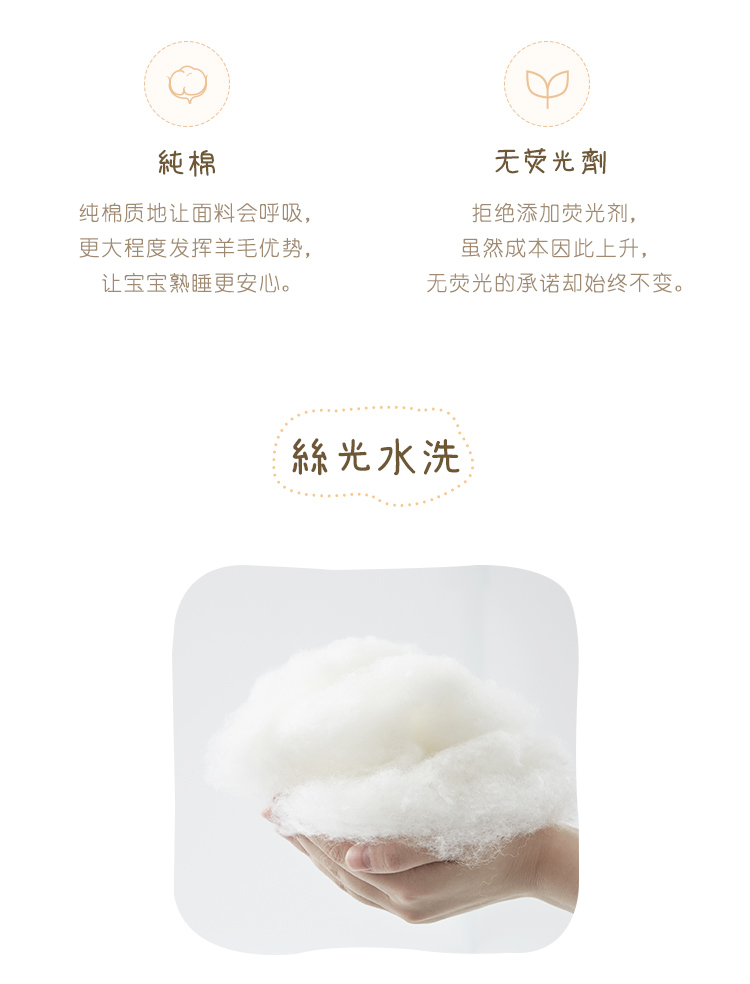 純棉
纯棉质地让面料会呼吸，
更大程度发挥羊毛优势，
让宝宝熟睡更安心。
无荧光劑
拒绝添加荧光剂，
虽然成本因此上升，
无荧光的承诺却始终不变。
絲光水洗